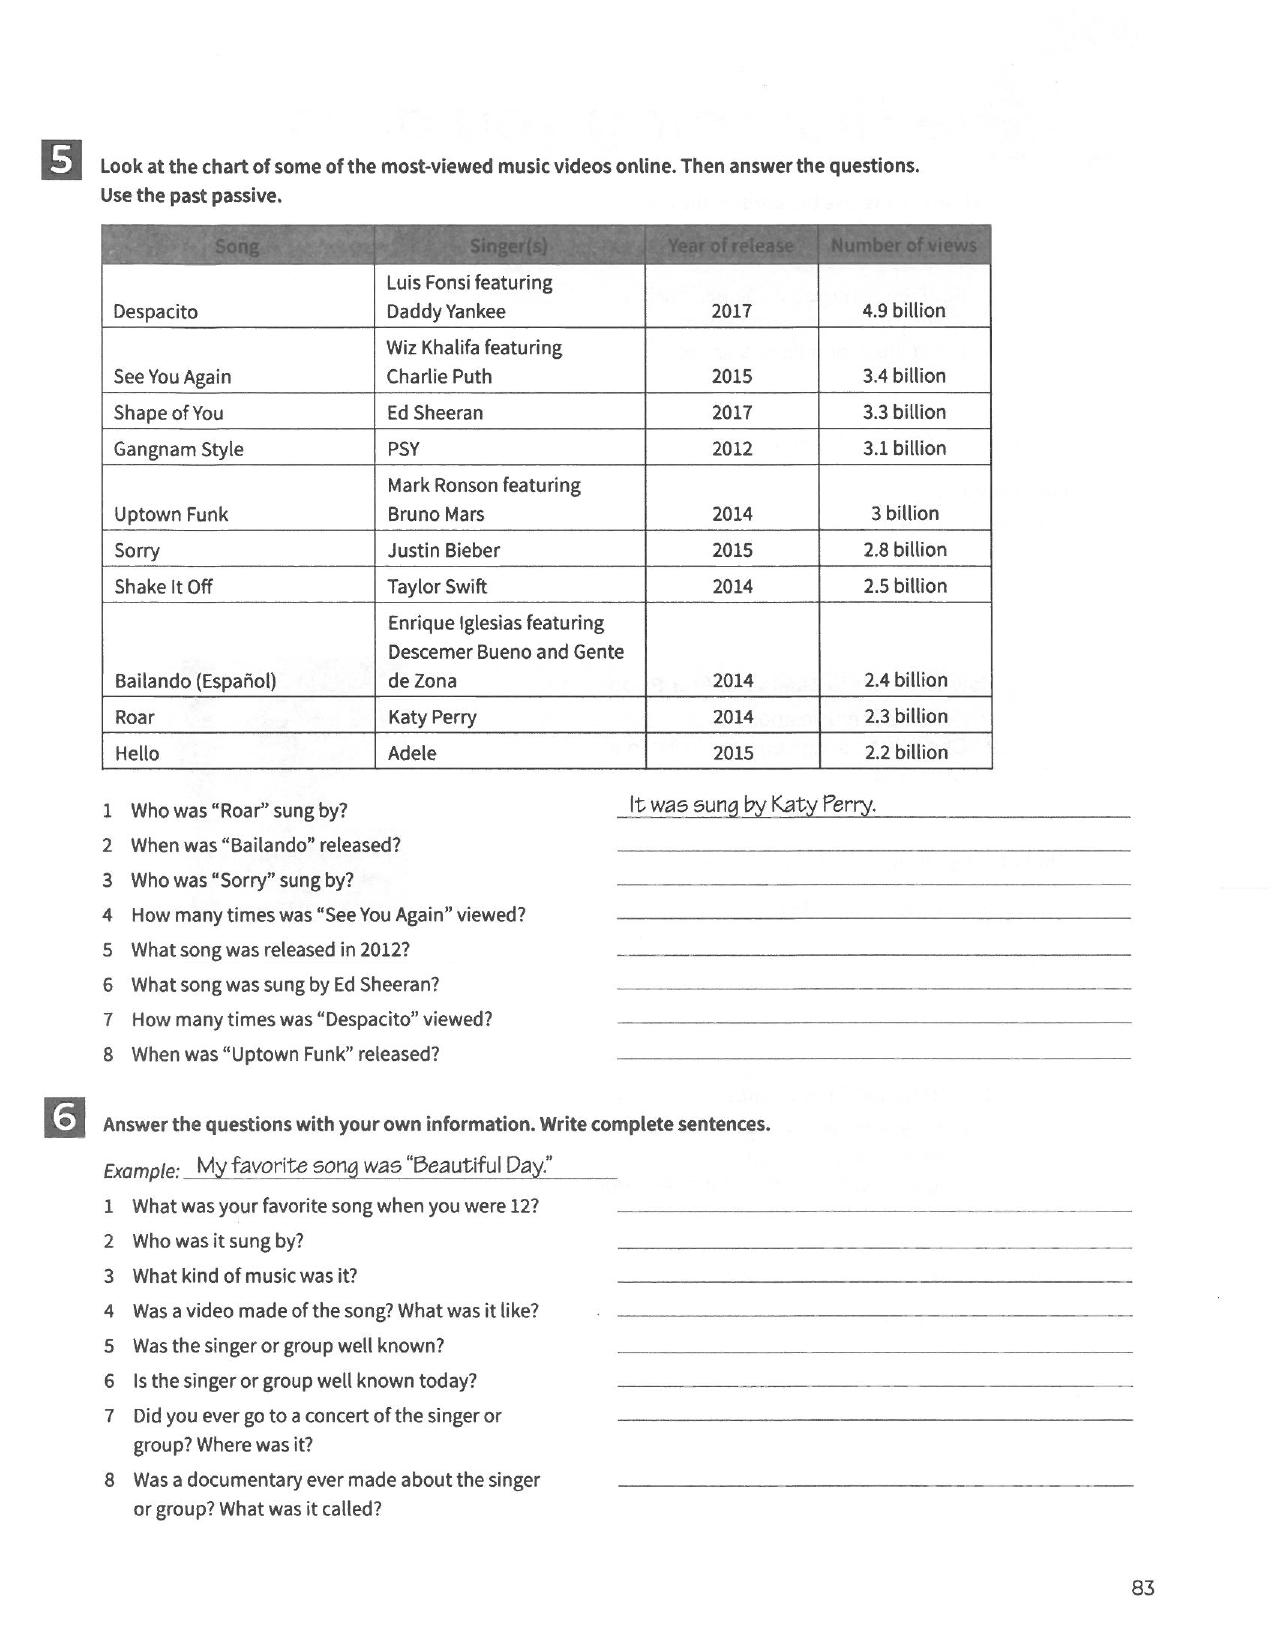 5 Look at the chart of some of the most-viewed music videos online. Then answer the questions.
Use the past passive.
Song Singer(s) Year of release Number of views
Luis Fonsi featuring
Despacito Daddy Yankee 2017 4.9 billion
Wiz Khalifa featuring
See You Again Charlie Puth 2015 3.4 billion
Shape of You Ed Sheeran 2017 3.3 billion
Gangnam Style PSY 2012 3.1 billion
Mark Ronson featuring
Uptown Funk Bruno Mars 2014 3 billion
Sorry Justin Bieber 2015 2.8 billion
Shake It Off Taylor Swift 2014 2.5 billion
Enrique Iglesias featuring
Descemer Bueno and Gente
Bailando (Español) de Zona 2014 2.4 billion
Roar Katy Perry 2014 2.3 billion
Hello Adele 2015 2.2 billion
1 Who was “Roar” sung by? It was sung by Katy Perry.
2 When was “Bailando” released?
3 Who was “Sorry” sung by?
4 How many times was “See You Again” viewed?
5 What song was released in 2012?
6 What song was sung by Ed Sheeran?
7 How many times was “Despacito” viewed?
8 When was “Uptown Funk” released?
6 Answer the questions with your own information. Write complete sentences.
Example: My favorite song was “Beautiful Day.”
1 What was your favorite song when you were 12?
2 Who was it sung by?
3 What kind of music was it?
4 Was a video made of the song? What was it like?
5 Was the singer or group well known?
6 Is the singer or group well known today?
7 Did you ever go to a concert of the singer or
group? Where was it?
8 Was a documentary ever made about the singer
or group? What was it called?
83